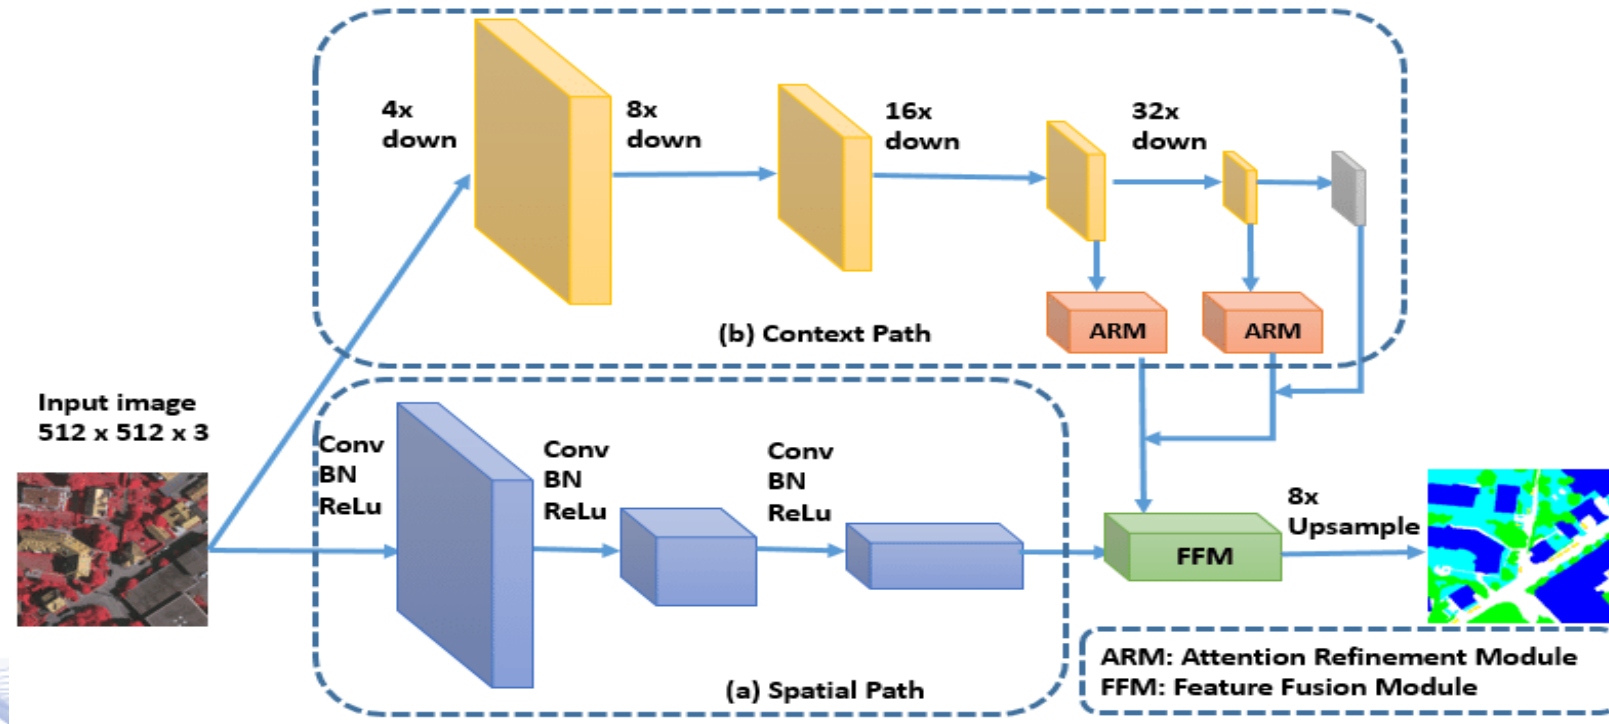 4x
down
8x
down
16x
down
32x
down
ARM
ARM
(b) Context Path
Input image
512 x 512 x 3
Conv
BN
ReLu
Conv
BN
ReLu
Conv
BN
ReLu
FFM
8x
Upsample
(a) Spatial Path
ARM: Attention Refinement Module
FFM: Feature Fusion Module